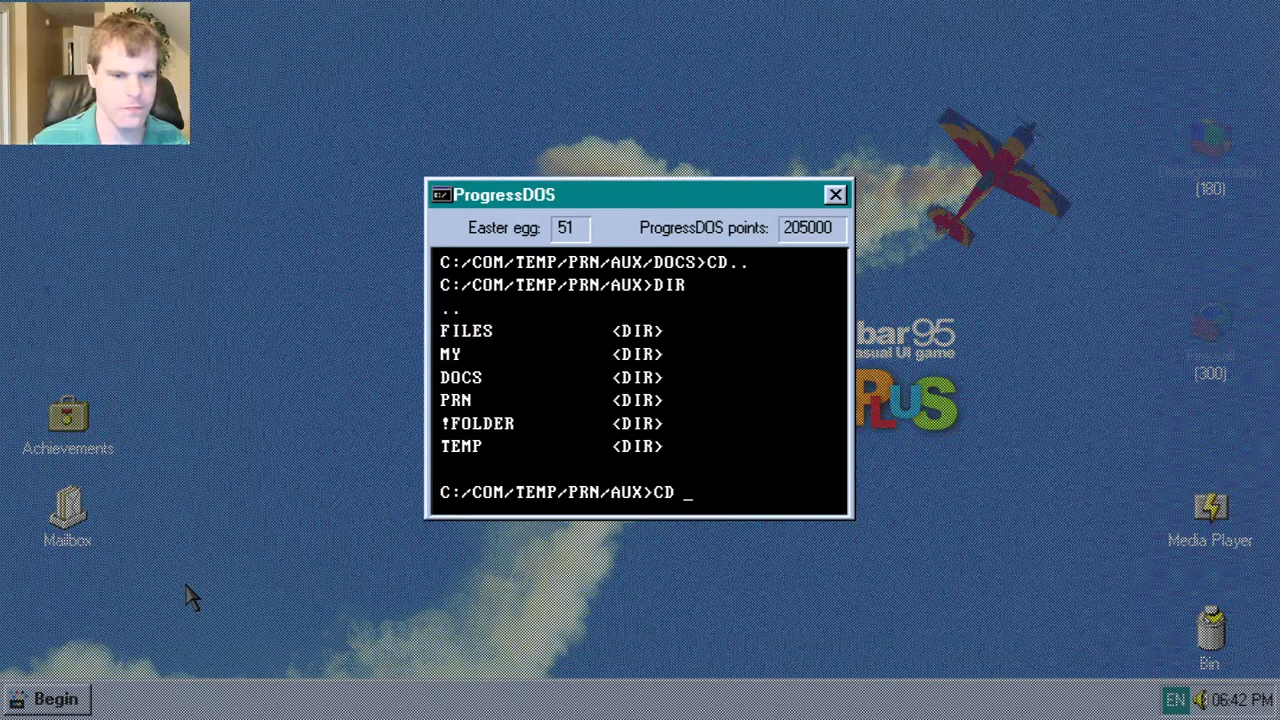 ProgressDOS
Easter egg: 51 ProgressDOS points: 205000
C:/COM/TEMP/PRN/AUX/DOCS>CD..
C:/COM/TEMP/PRN/AUX>DIR
..
FILES <DIR>
MY <DIR>
DOCS <DIR>
PRN <DIR>
!FOLDER <DIR>
TEMP <DIR>
C:/COM/TEMP/PRN/AUX>CD _
bar95
asual UI game
PLUS
(180)
Firewall
(300)
Achievements
Mailbox
Media Player
Bin
Begin
EN 06:42 PM